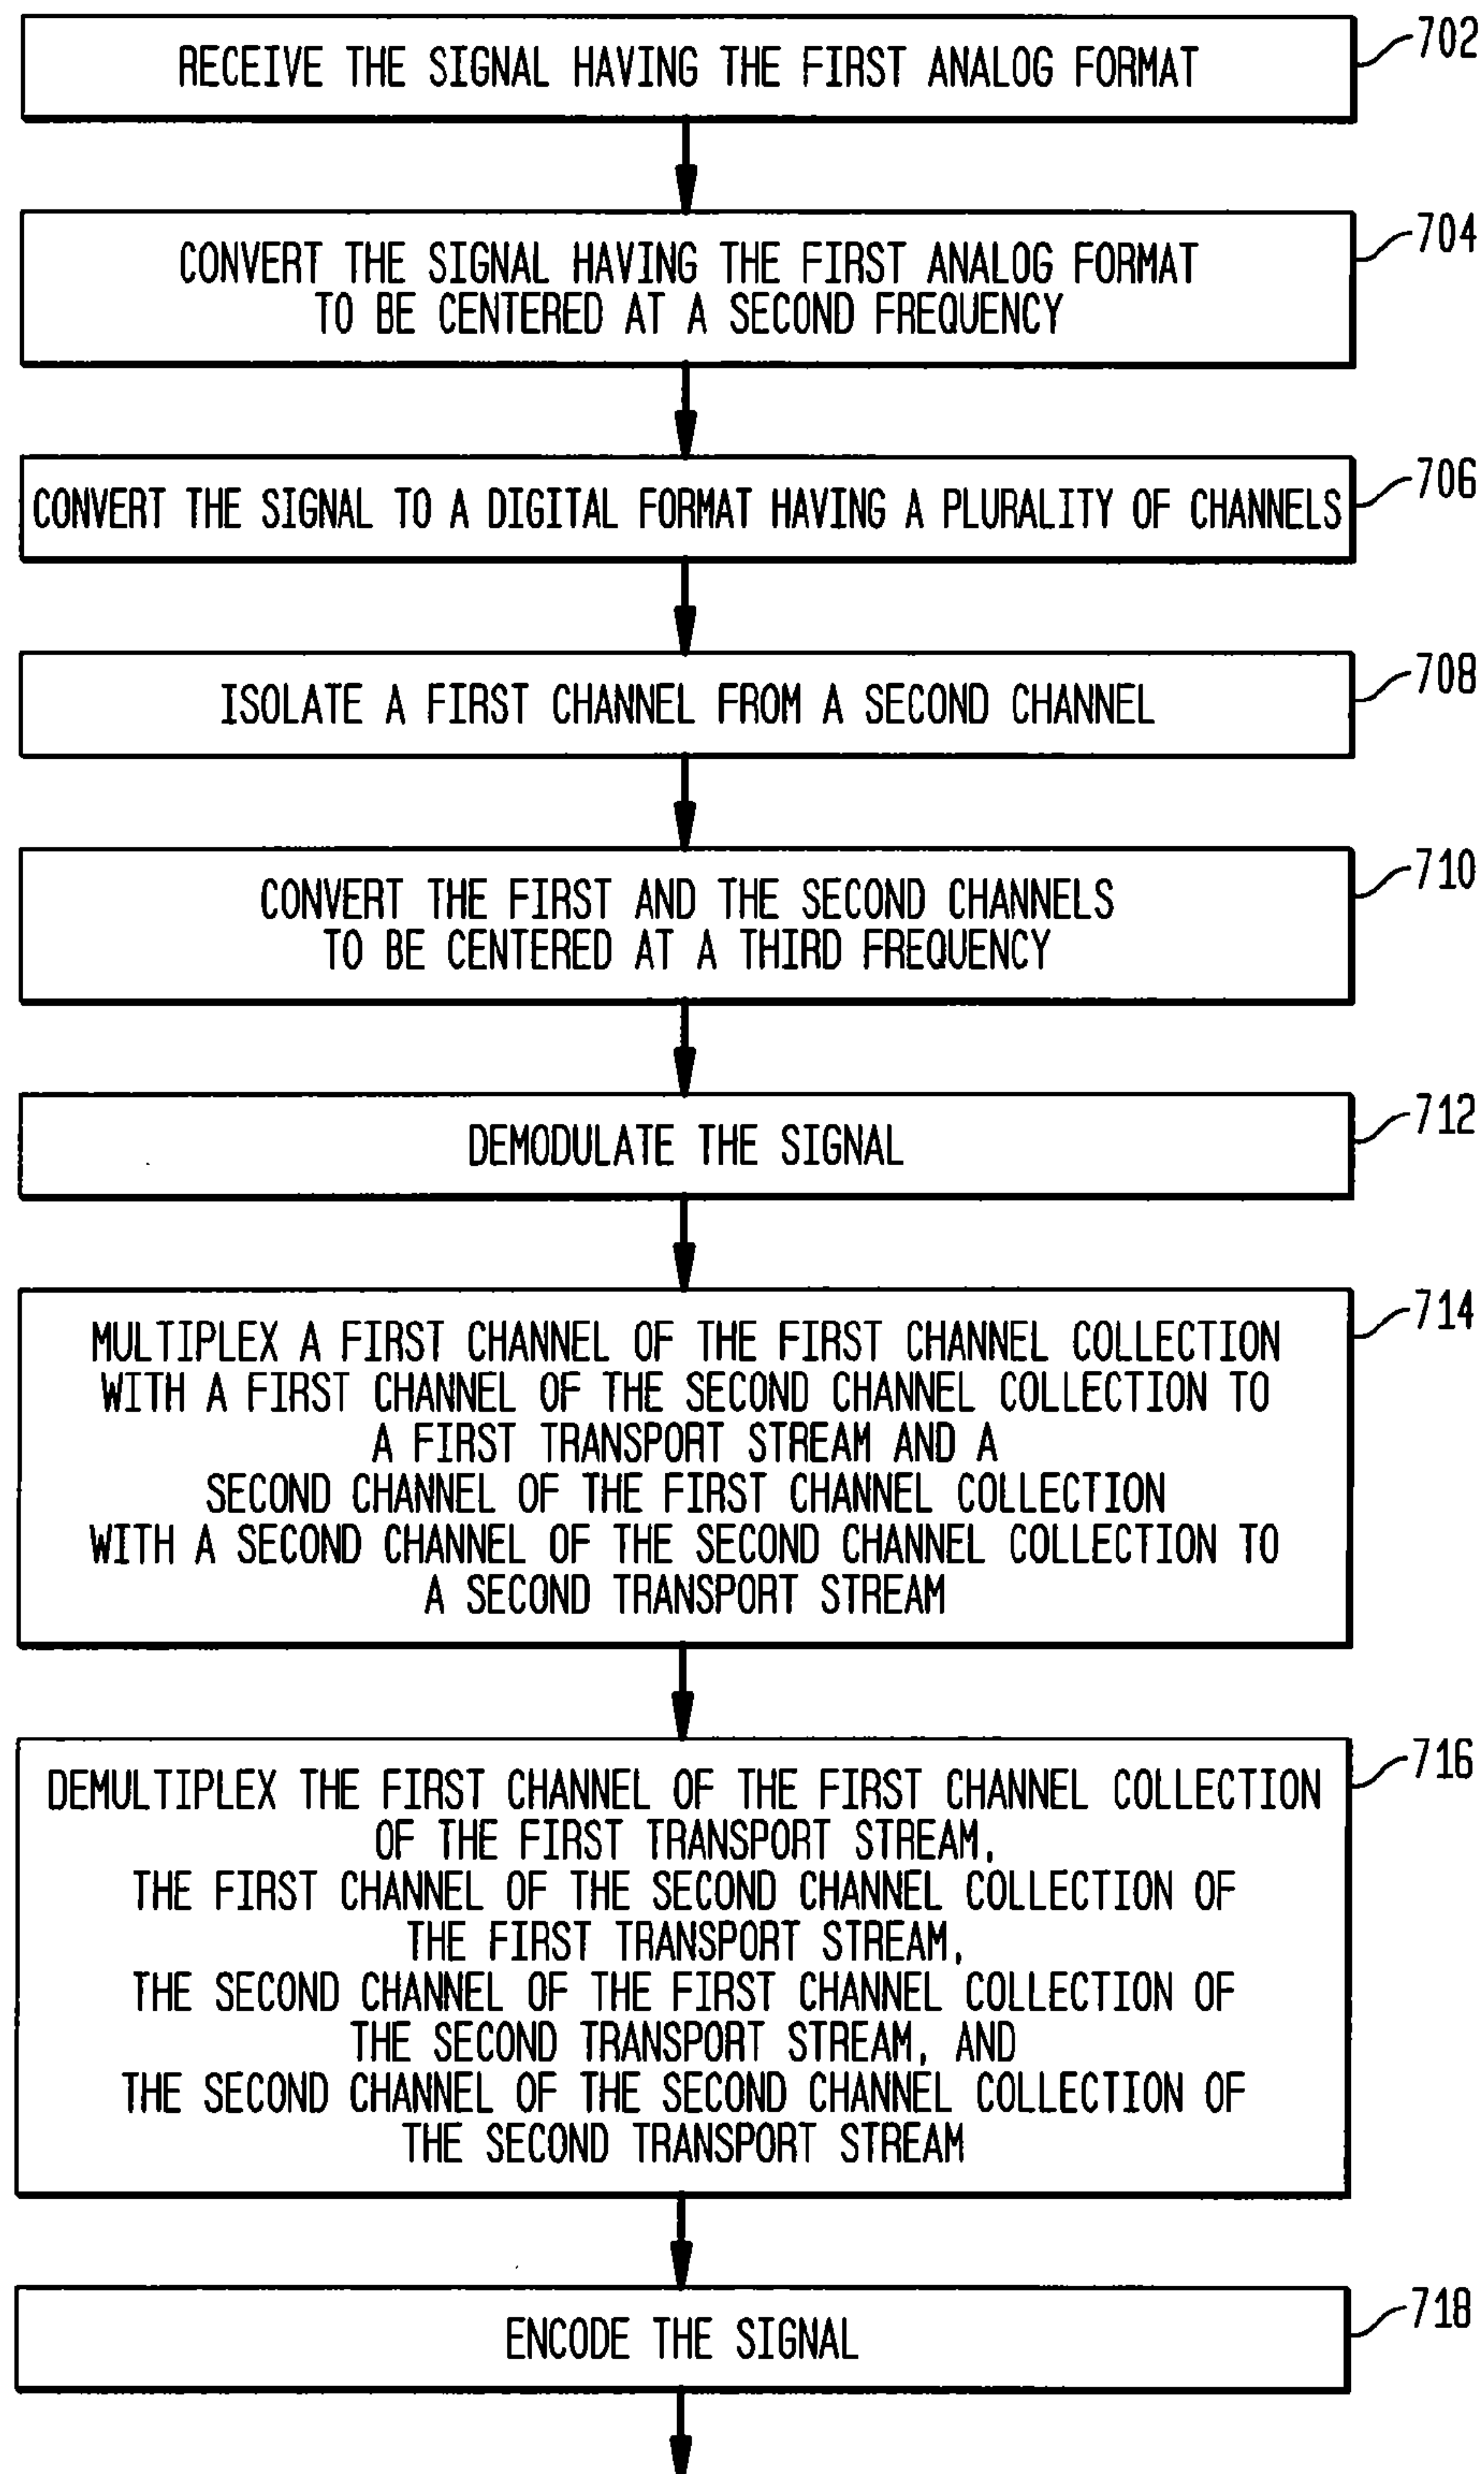 RECEIVE THE SIGNAL HAVING THE FIRST ANALOG FORMAT
702
CONVERT THE SIGNAL HAVING THE FIRST ANALOG FORMAT
TO BE CENTERED AT A SECOND FREQUENCY
704
CONVERT THE SIGNAL TO A DIGITAL FORMAT HAVING A PLURALITY OF CHANNELS
706
ISOLATE A FIRST CHANNEL FROM A SECOND CHANNEL
708
CONVERT THE FIRST AND THE SECOND CHANNELS
TO BE CENTERED AT A THIRD FREQUENCY
710
DEMODULATE THE SIGNAL
712
MULTIPLEX A FIRST CHANNEL OF THE FIRST CHANNEL COLLECTION
WITH A FIRST CHANNEL OF THE SECOND CHANNEL COLLECTION TO
A FIRST TRANSPORT STREAM AND A
SECOND CHANNEL OF THE FIRST CHANNEL COLLECTION
WITH A SECOND CHANNEL OF THE SECOND CHANNEL COLLECTION TO
A SECOND TRANSPORT STREAM
714
DEMULTIPLEX THE FIRST CHANNEL OF THE FIRST CHANNEL COLLECTION
OF THE FIRST TRANSPORT STREAM,
THE FIRST CHANNEL OF THE SECOND CHANNEL COLLECTION OF
THE FIRST TRANSPORT STREAM,
THE SECOND CHANNEL OF THE FIRST CHANNEL COLLECTION OF
THE SECOND TRANSPORT STREAM, AND
THE SECOND CHANNEL OF THE SECOND CHANNEL COLLECTION OF
THE SECOND TRANSPORT STREAM
716
ENCODE THE SIGNAL
718